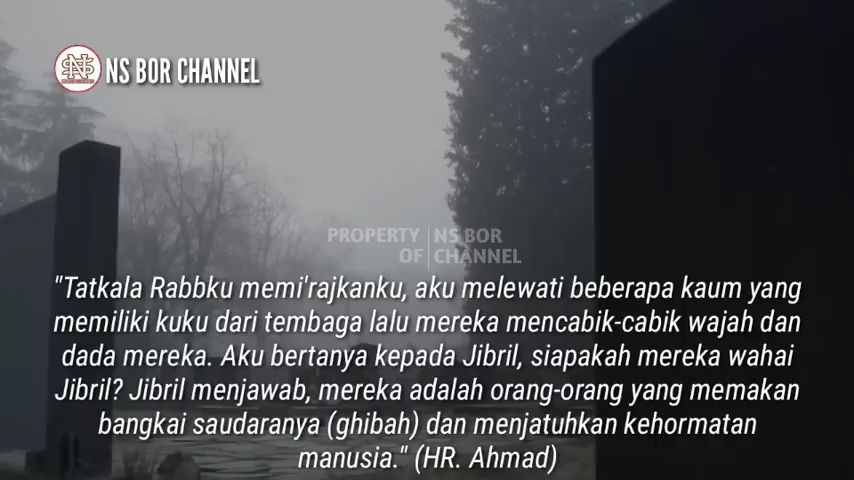 NS BOR CHANNEL
PROPERTY OF
NS BOR CHANNEL
"Tatkala Rabbku memi'rajkanku, aku melewati beberapa kaum yang
memiliki kuku dari tembaga lalu mereka mencabik-cabik wajah dan
dada mereka. Aku bertanya kepada Jibril, siapakah mereka wahai
Jibril? Jibril menjawab, mereka adalah orang-orang yang memakan
bangkai saudaranya (ghibah) dan menjatuhkan kehormatan
manusia." (HR. Ahmad)